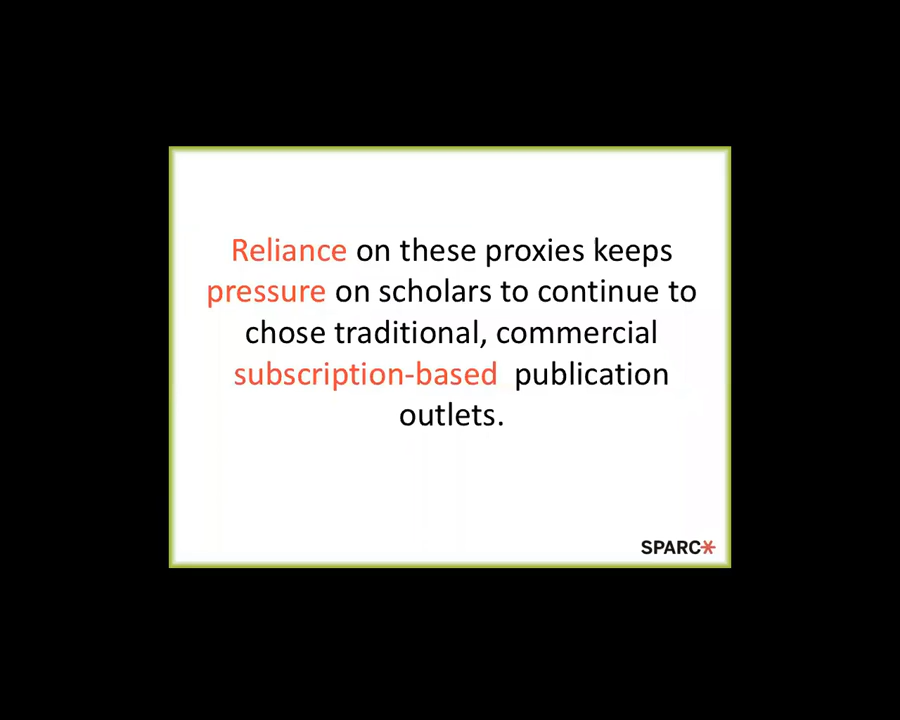 Reliance on these proxies keeps
pressure on scholars to continue to
chose traditional, commercial
subscription-based  publication
outlets.
SPARC*